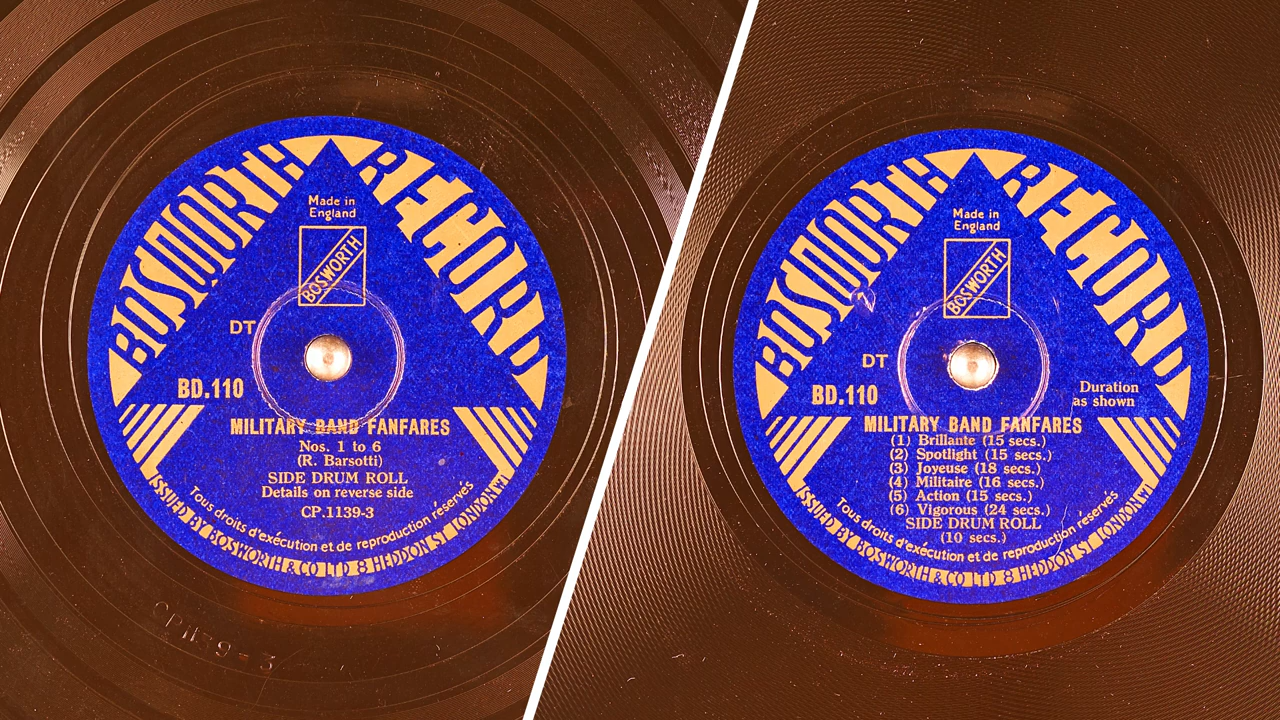 BOSWORTH RECORD
Made in
England
BOSWORTH
DT
BD.110
MILITARY BAND FANFARES
Nos. 1 to 6
(R. Barsotti)
SIDE DRUM ROLL
Details on reverse side
CP.1139-3
Tous droits d'exécution et de reproduction réservés
ISSUED BY BOSWORTH & CO LTD 8 HEDDON ST LONDON W1
CP1139-3
BOSWORTH RECORD
Made in
England
BOSWORTH
DT
BD.110
Duration
as shown
MILITARY BAND FANFARES
(1) Brillante (15 secs.)
(2) Spotlight (15 secs.)
(3) Joyeuse (18 secs.)
(4) Militaire (16 secs.)
(5) Action (15 secs.)
(6) Vigorous (24 secs.)
SIDE DRUM ROLL
(10 secs.)
Tous droits d'exécution et de reproduction réservés
ISSUED BY BOSWORTH & CO LTD 8 HEDDON ST LONDON W1